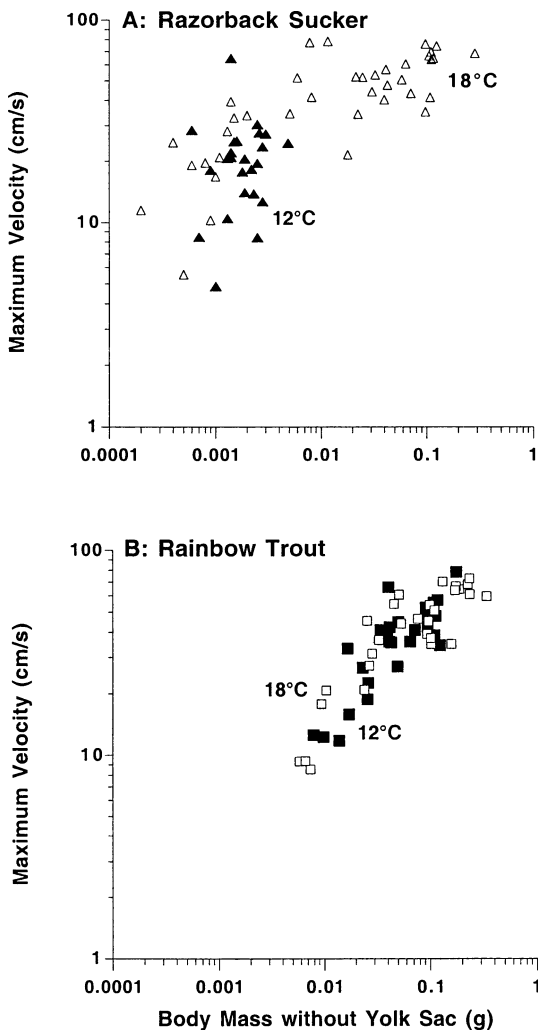 A: Razorback Sucker
100
10
1
Maximum Velocity (cm/s)
18°C
12°C
0.0001 0.001 0.01 0.1 1
B: Rainbow Trout
100
10
1
Maximum Velocity (cm/s)
18°C
12°C
0.0001 0.001 0.01 0.1 1
Body Mass without Yolk Sac (g)